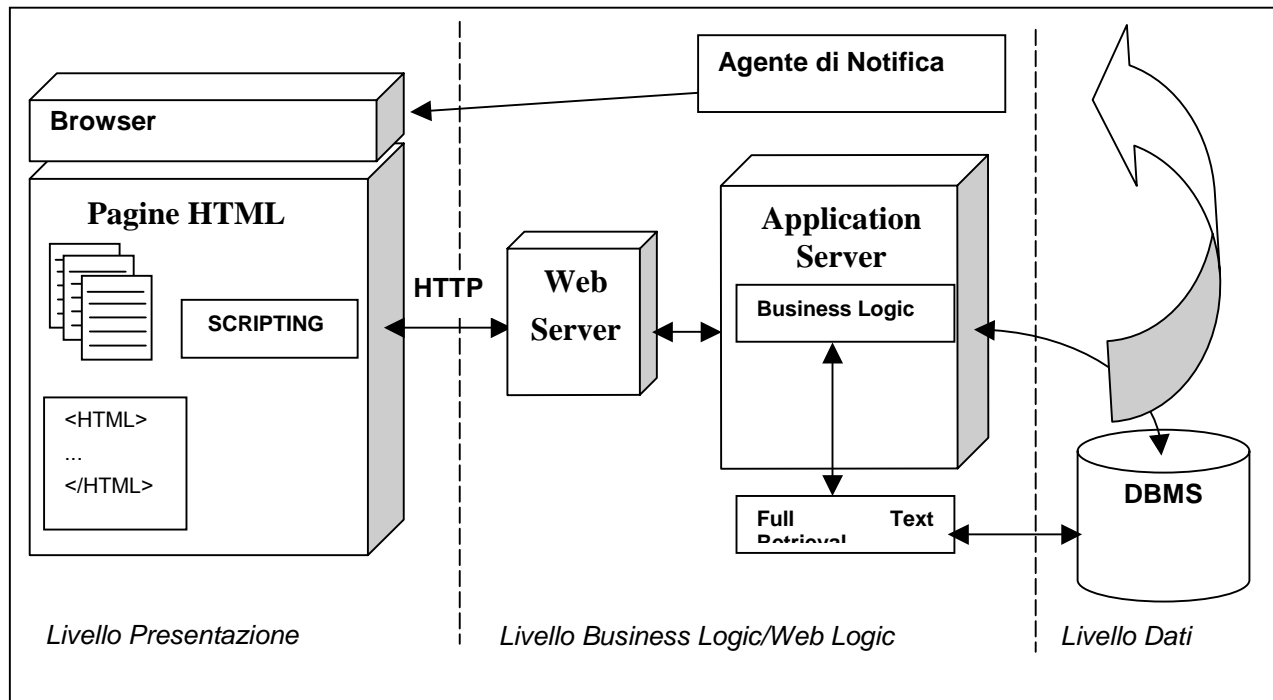 Agente di Notifica
Browser
Pagine HTML
SCRIPTING
<HTML>
...
</HTML>
HTTP
Web
Server
Application
Server
Business Logic
Full Text
Retrieval
DBMS
Livello Presentazione
Livello Business Logic/Web Logic
Livello Dati